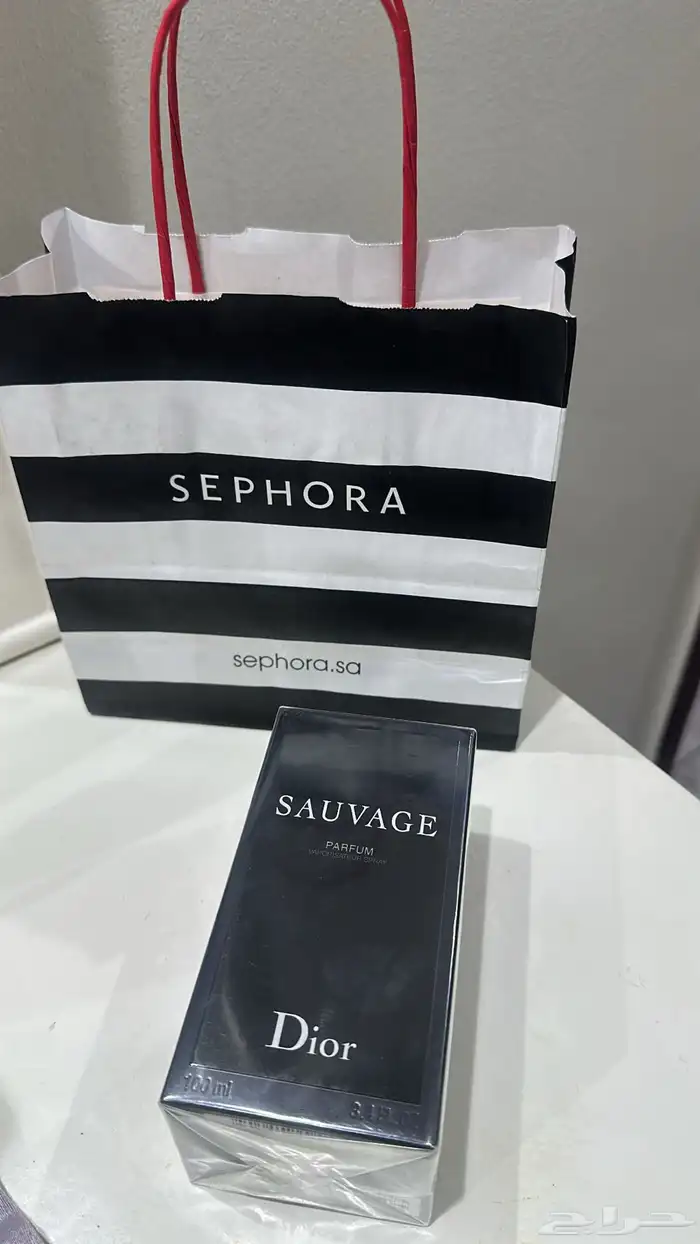 SEPHORA
sephora.sa
SAUVAGE
PARFUM
Dior
100 ml
حراج